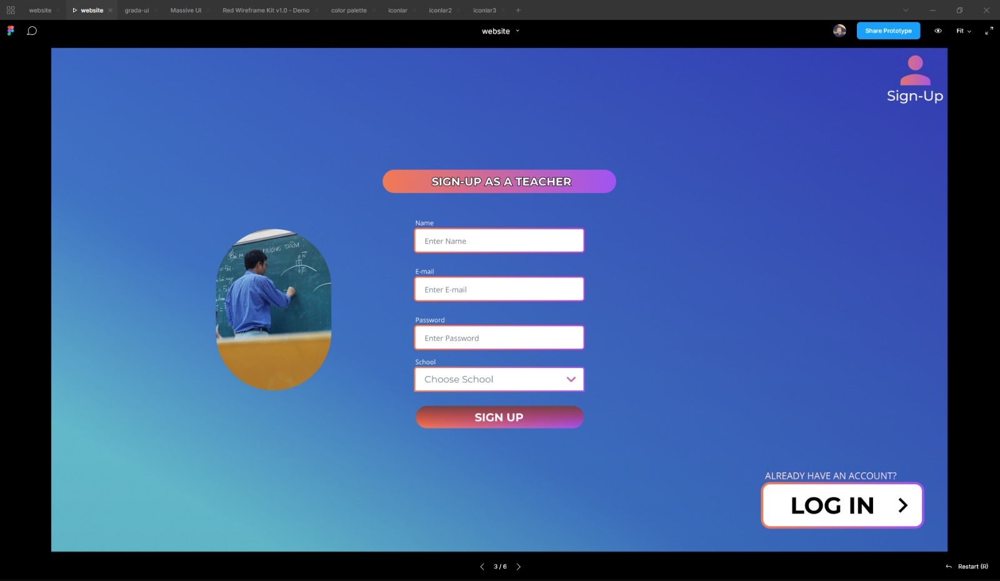 website
website
grada-ui
Massive UI
Red Wireframe Kit v1.0 - Demo
color palette
iconlar
iconlar2
iconlar3
website
Share Prototype
Fit
Sign-Up
SIGN-UP AS A TEACHER
Name
Enter Name
E-mail
Enter E-mail
Password
Enter Password
School
Choose School
SIGN UP
ALREADY HAVE AN ACCOUNT?
LOG IN
3 / 6
Restart (R)